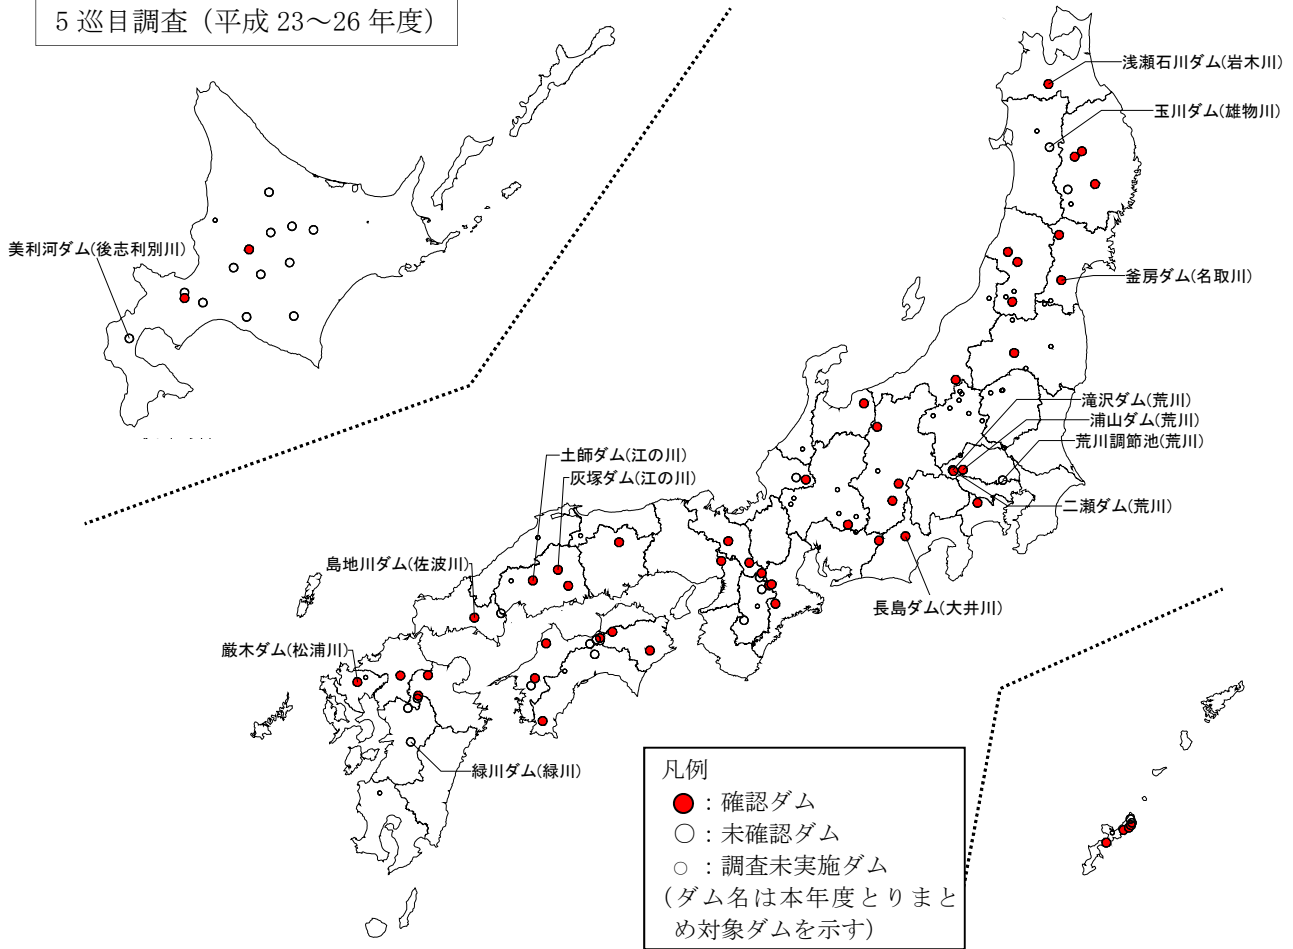 5 巡目調査（平成 23～26 年度）
浅瀬石川ダム(岩木川)
玉川ダム(雄物川)
美利河ダム(後志利別川)
釜房ダム(名取川)
滝沢ダム(荒川)
浦山ダム(荒川)
荒川調節池(荒川)
土師ダム(江の川)
灰塚ダム(江の川)
二瀬ダム(荒川)
島地川ダム(佐波川)
長島ダム(大井川)
厳木ダム(松浦川)
緑川ダム(緑川)
凡例
：確認ダム
：未確認ダム
：調査未実施ダム
(ダム名は本年度とりまと
め対象ダムを示す)